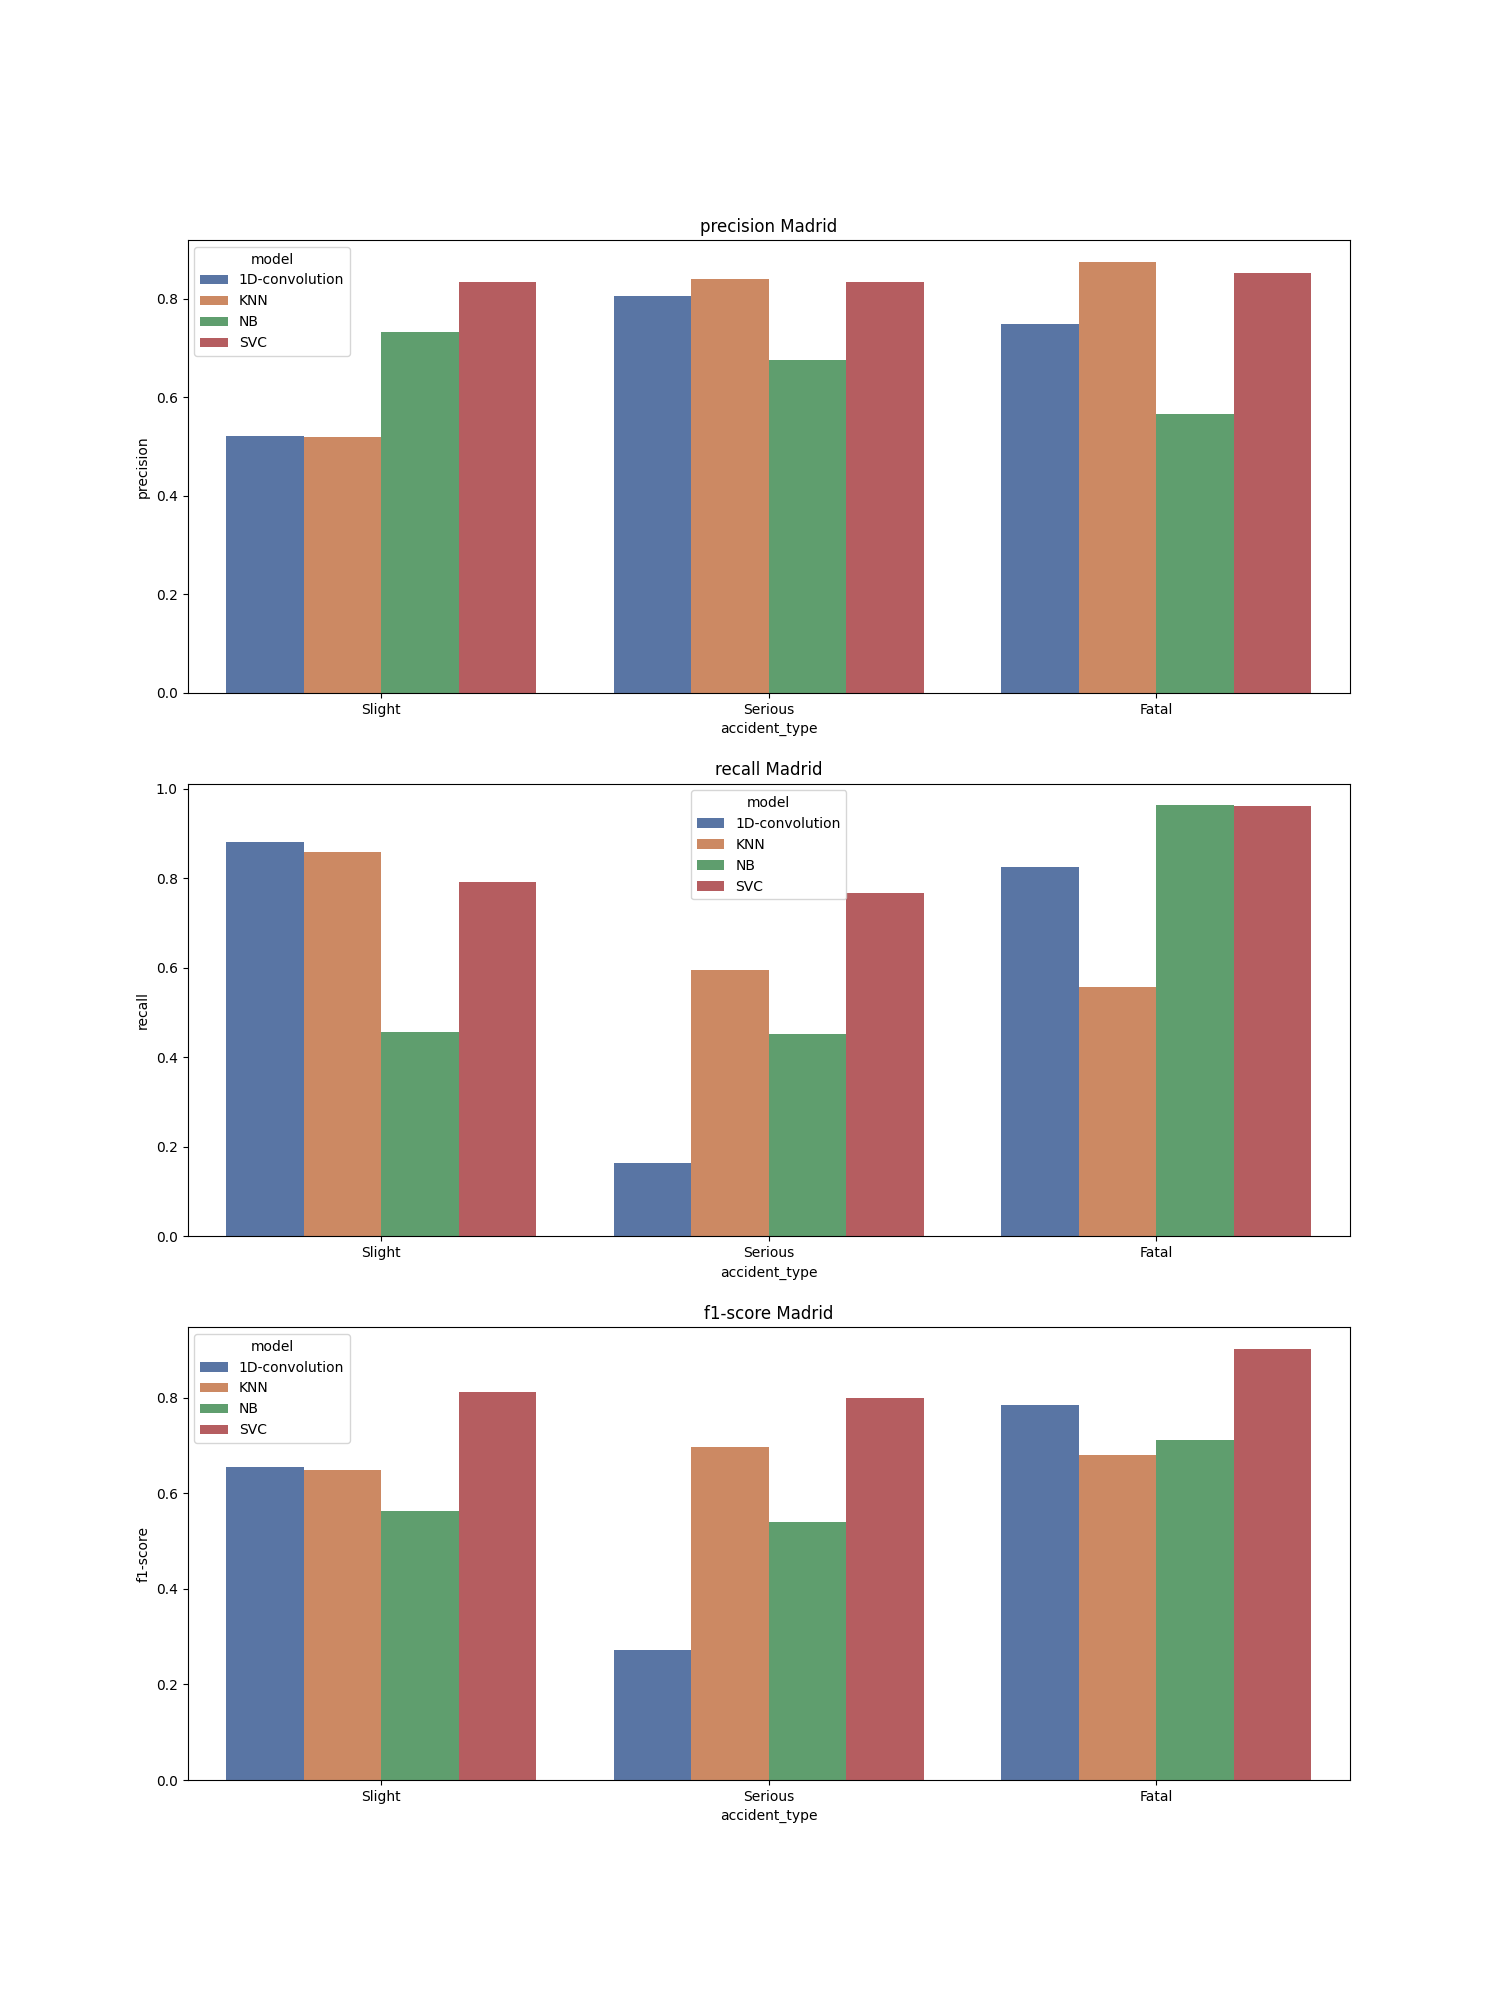 precision Madrid
model
1D-convolution
KNN
NB
SVC
0.8
0.6
0.4
0.2
0.0
precision
Slight Serious Fatal
accident_type
recall Madrid
model
1D-convolution
KNN
NB
SVC
1.0
0.8
0.6
0.4
0.2
0.0
recall
Slight Serious Fatal
accident_type
f1-score Madrid
model
1D-convolution
KNN
NB
SVC
0.8
0.6
0.4
0.2
0.0
f1-score
Slight Serious Fatal
accident_type